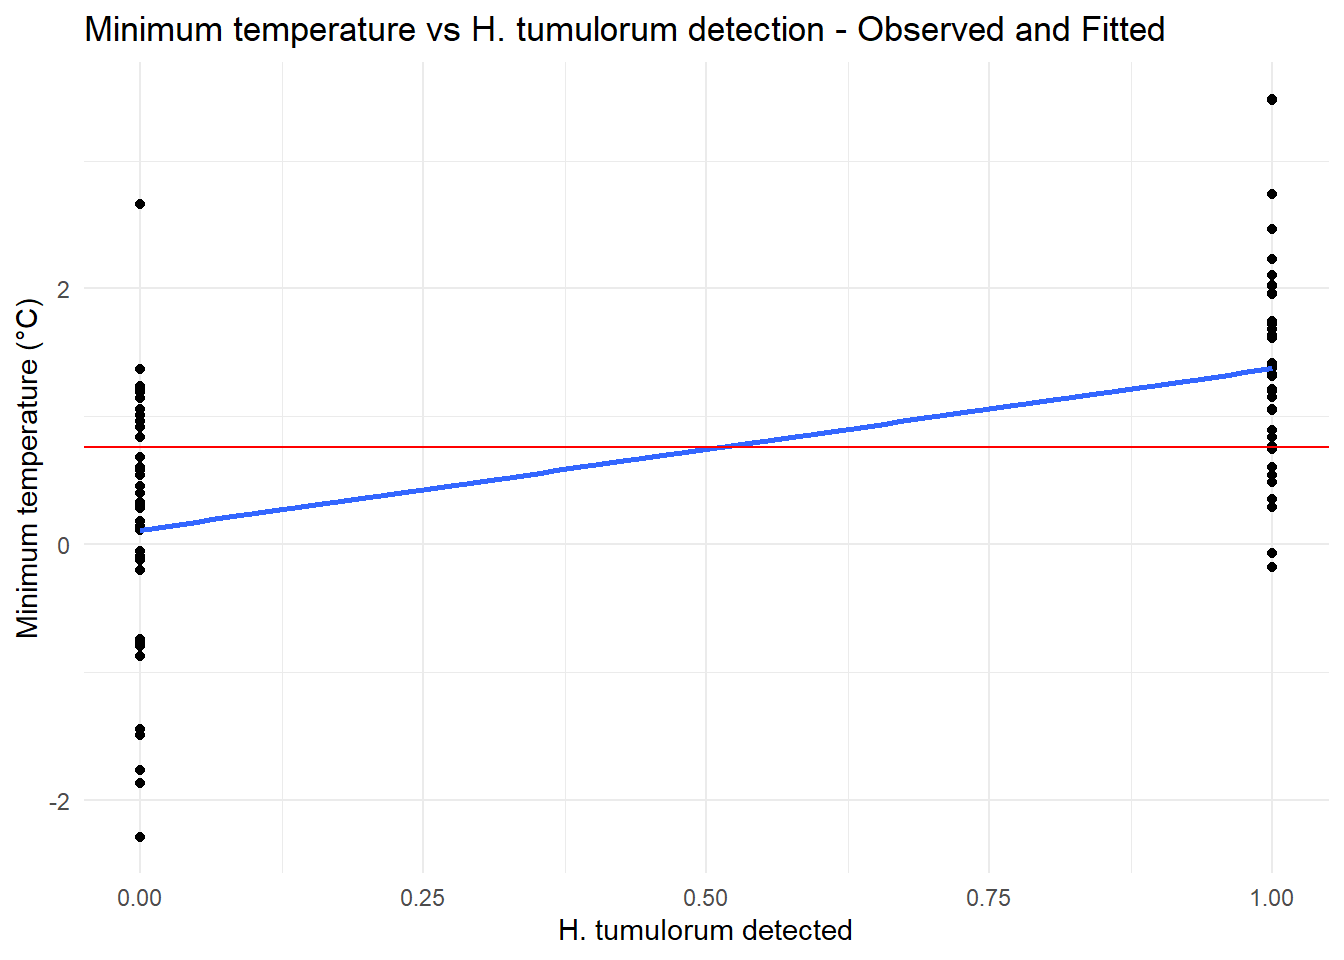 Minimum temperature vs H. tumulorum detection - Observed and Fitted
Minimum temperature (°C)
2
0
-2
0.00 0.25 0.50 0.75 1.00
H. tumulorum detected